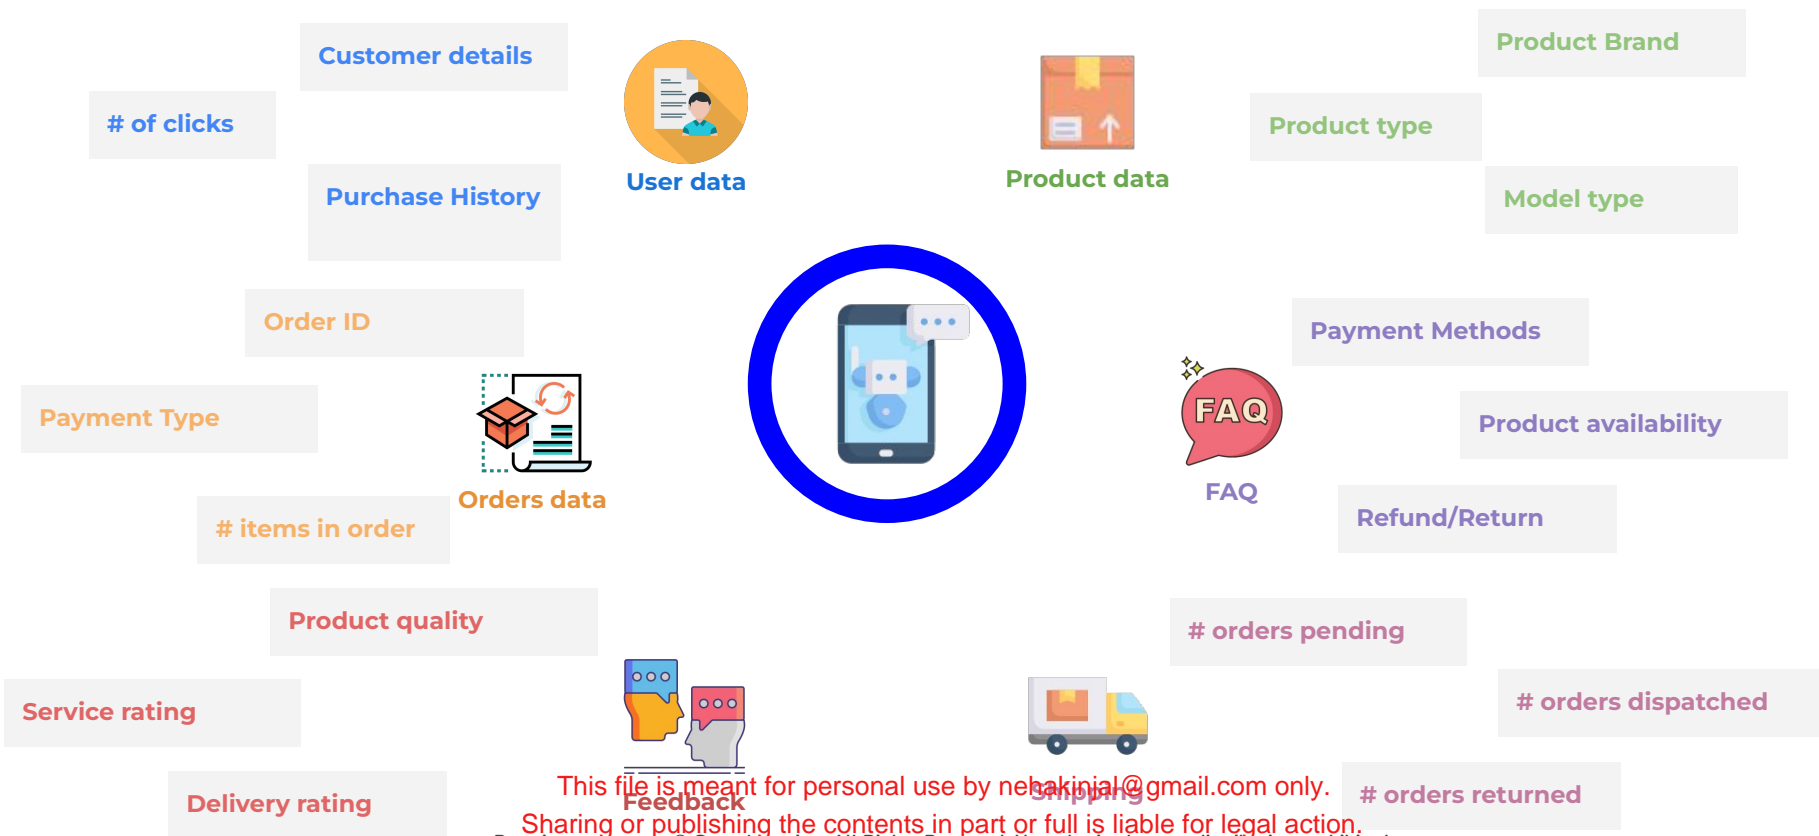 Customer details
# of clicks
Purchase History
User data
Product data
Product Brand
Product type
Model type
Order ID
Payment Type
# items in order
Orders data
Payment Methods
Product availability
Refund/Return
FAQ
FAQ
Product quality
Service rating
Delivery rating
Feedback
# orders pending
# orders dispatched
# orders returned
Shipping
This file is meant for personal use by nehakinjal@gmail.com only.
Sharing or publishing the contents in part or full is liable for legal action.